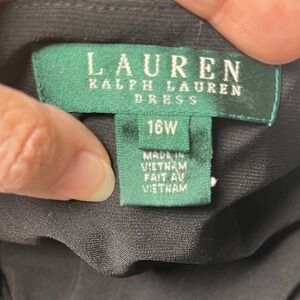 LAUREN
RALPH LAUREN
DRESS
16W
MADE IN
VIETNAM
FAIT AU
VIETNAM